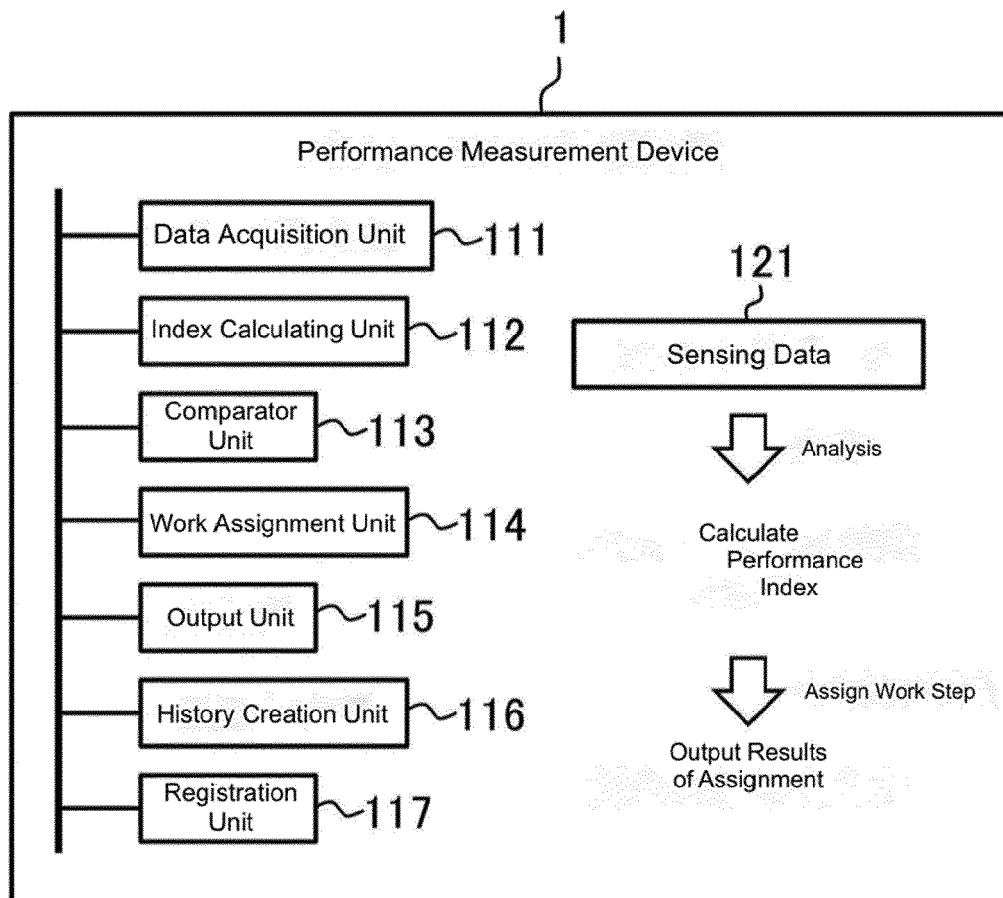 1
Performance Measurement Device
Data Acquisition Unit
111
Index Calculating Unit
112
Comparator
Unit
113
Work Assignment Unit
114
Output Unit
115
History Creation Unit
116
Registration
Unit
117
121
Sensing Data
Analysis
Calculate
Performance
Index
Assign Work Step
Output Results
of Assignment